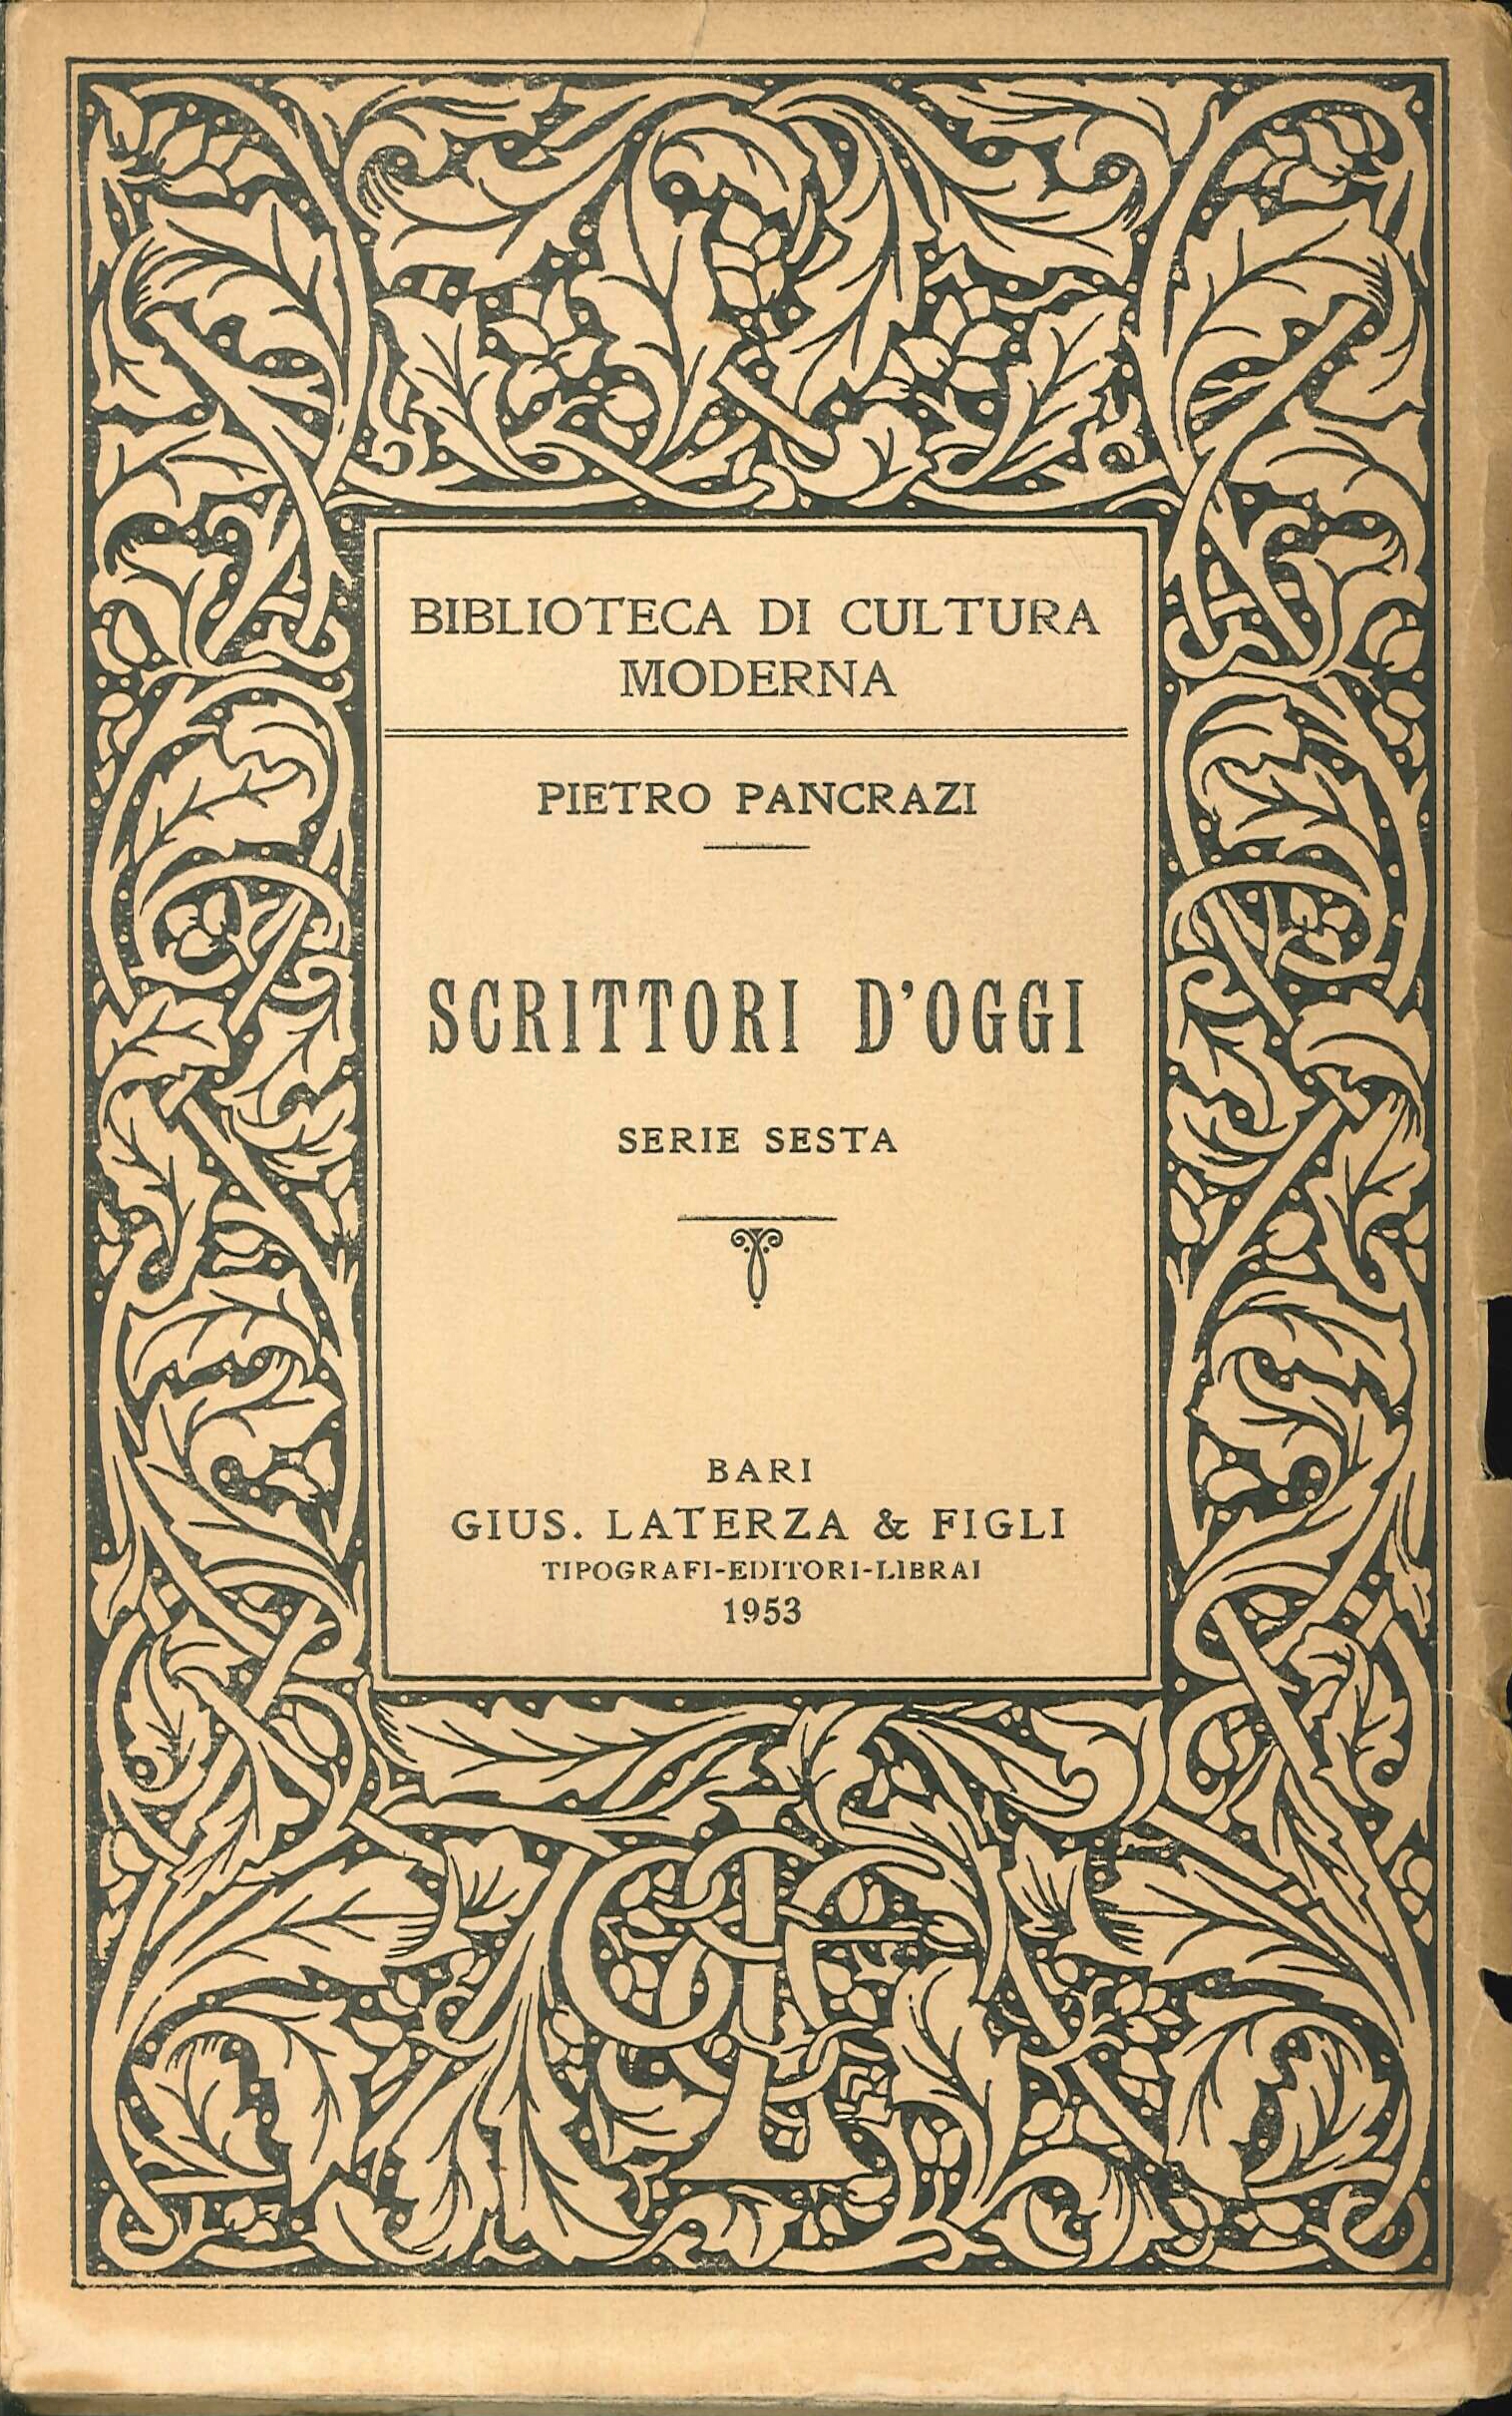 BIBLIOTECA DI CULTURA
MODERNA
PIETRO PANCRAZI
SCRITTORI D'OGGI
SERIE SESTA
BARI
GIUS. LATERZA & FIGLI
TIPOGRAFI-EDITORI-LIBRAI
1953